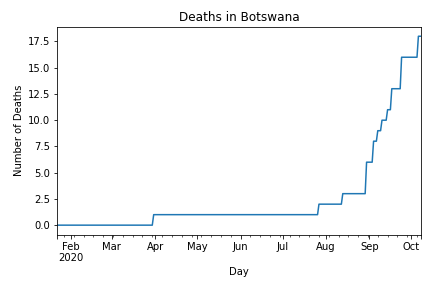 Deaths in Botswana
Number of Deaths
17.5
15.0
12.5
10.0
7.5
5.0
2.5
0.0
Feb Mar Apr May Jun Jul Aug Sep Oct
2020
Day